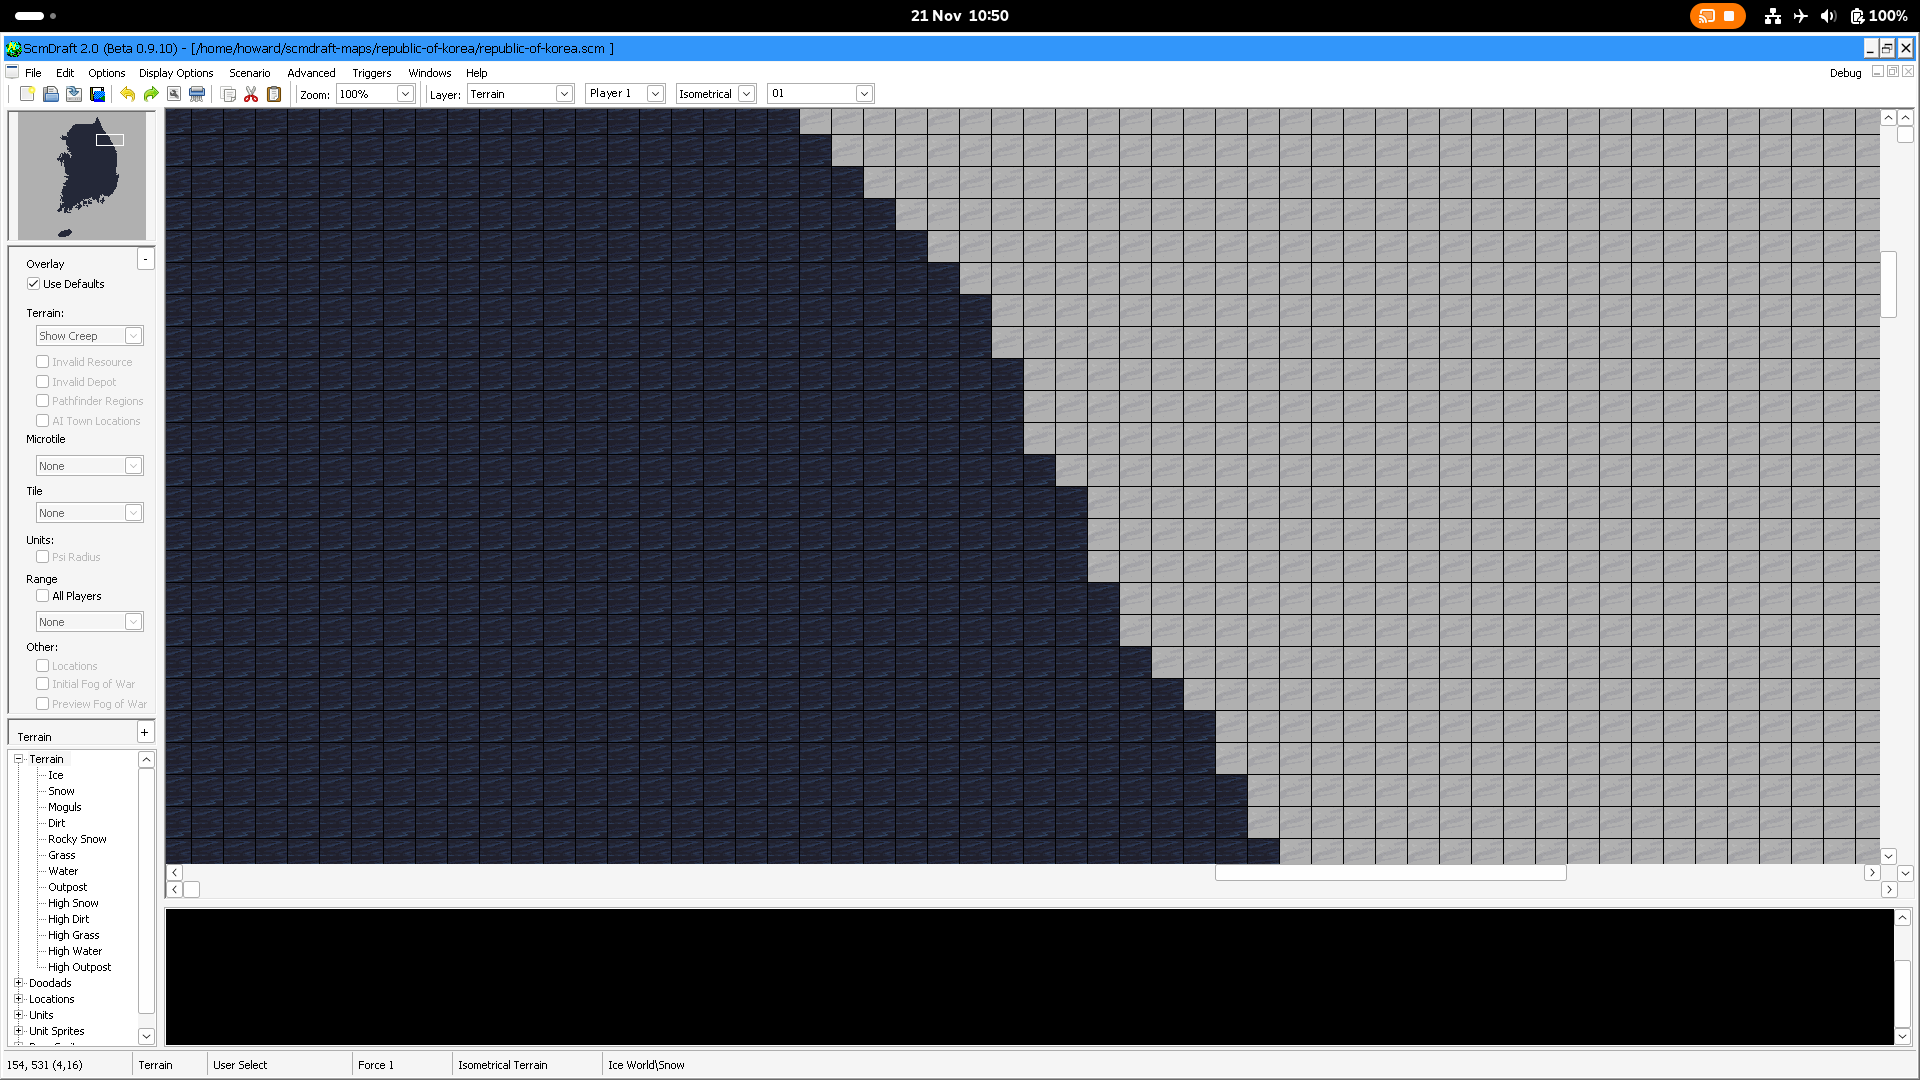 21 Nov 10:50
100%
ScmDraft 2.0 (Beta 0.9.10) - [/home/howard/scmdraft-maps/republic-of-korea/republic-of-korea.scm ]
File Edit Options Display Options Scenario Advanced Triggers Windows Help Debug
Zoom: 100% Layer: Terrain Player 1 Isometrical 01
Overlay
-
Use Defaults
Terrain:
Show Creep
Invalid Resource
Invalid Depot
Pathfinder Regions
AI Town Locations
Microtile
None
Tile
None
Units:
Psi Radius
Range
All Players
None
Other:
Locations
Initial Fog of War
Preview Fog of War
Terrain
+
Terrain
Ice
Snow
Moguls
Dirt
Rocky Snow
Grass
Water
Outpost
High Snow
High Dirt
High Grass
High Water
High Outpost
Doodads
Locations
Units
Unit Sprites
154, 531 (4,16) Terrain User Select Force 1 Isometrical Terrain Ice World\Snow